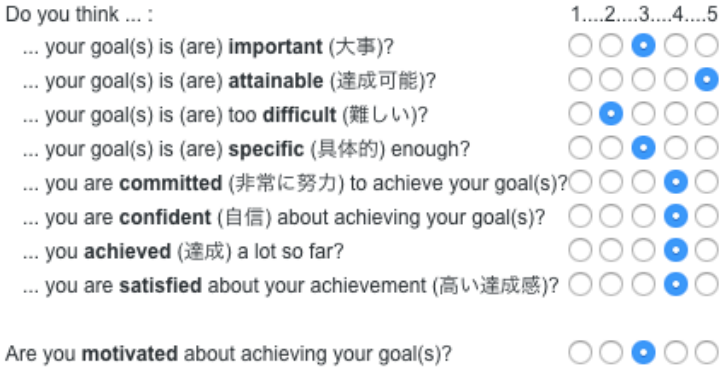 Do you think ... : 1....2....3....4....5
... your goal(s) is (are) important (大事)?
... your goal(s) is (are) attainable (達成可能)?
... your goal(s) is (are) too difficult (難しい)?
... your goal(s) is (are) specific (具体的) enough?
... you are committed (非常に努力) to achieve your goal(s)?
... you are confident (自信) about achieving your goal(s)?
... you achieved (達成) a lot so far?
... you are satisfied about your achievement (高い達成感)?
Are you motivated about achieving your goal(s)?